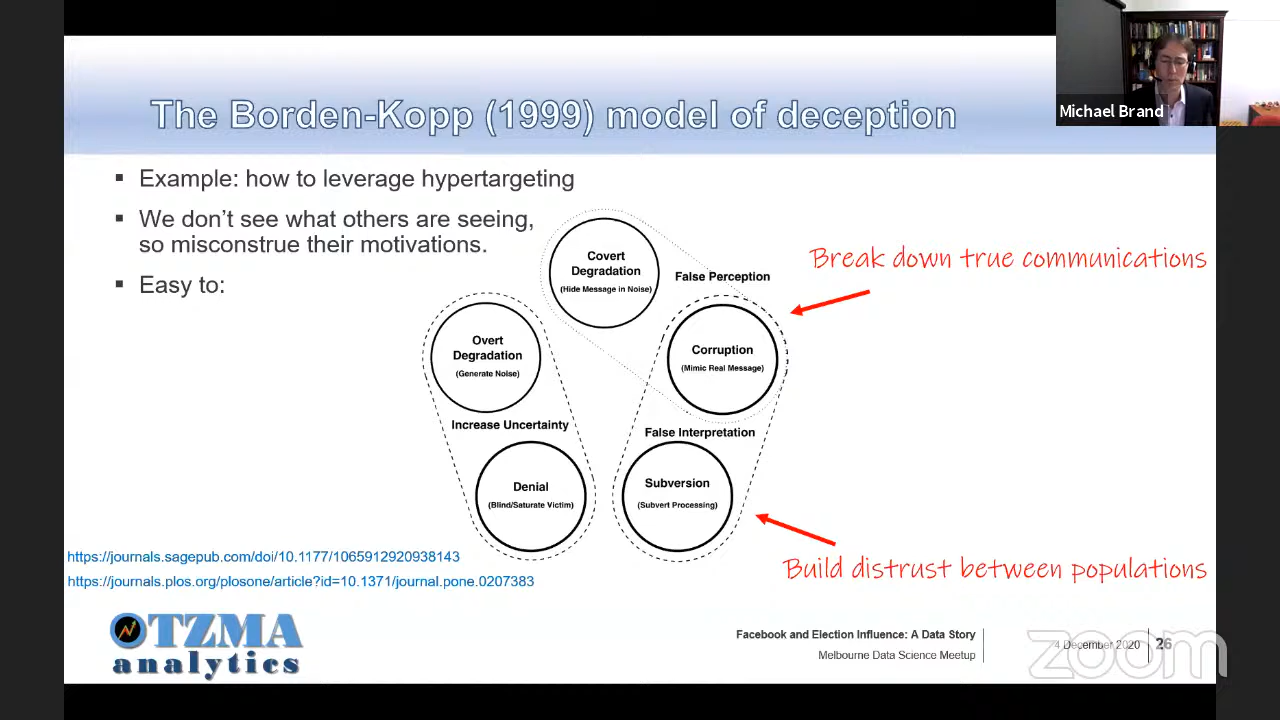 Michael Brand
The Borden-Kopp (1999) model of deception
▪ Example: how to leverage hypertargeting
▪ We don't see what others are seeing,
so misconstrue their motivations.
▪ Easy to:
Covert
Degradation
(Hide Message in Noise)
False Perception
Break down true communications
Overt
Degradation
(Generate Noise)
Corruption
(Mimic Real Message)
Increase Uncertainty
False Interpretation
Denial
(Blind/Saturate Victim)
Subversion
(Subvert Processing)
Build distrust between populations
https://journals.sagepub.com/doi/10.1177/1065912920938143
https://journals.plos.org/plosone/article?id=10.1371/journal.pone.0207383
OTZMA
analytics
Facebook and Election Influence: A Data Story
Melbourne Data Science Meetup
4 December 2020
26
zoom